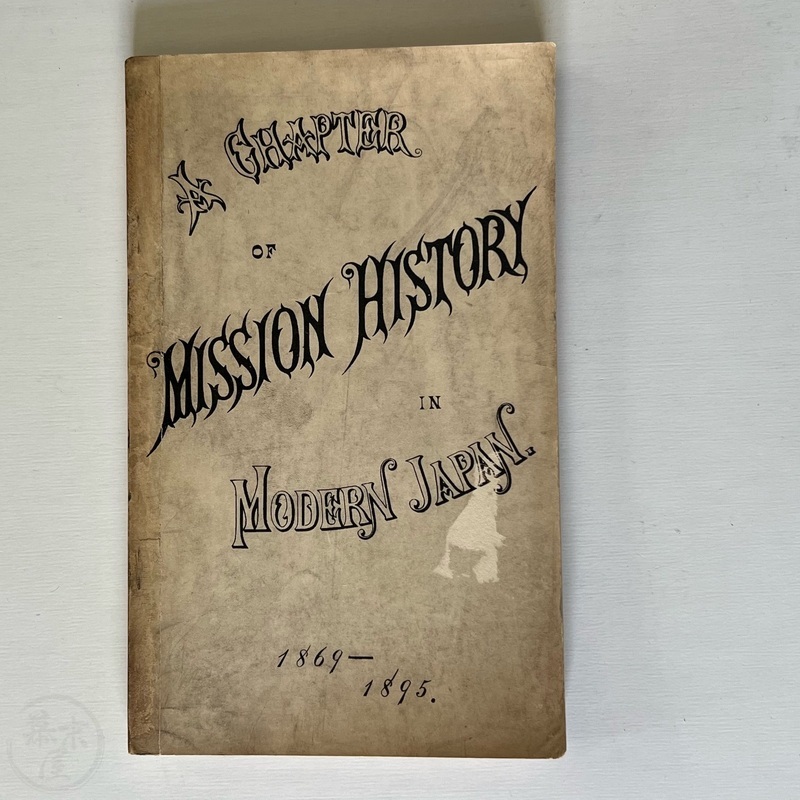 A CHAPTER
OF
MISSION HISTORY
IN
MODERN JAPAN.
1869—
1895.